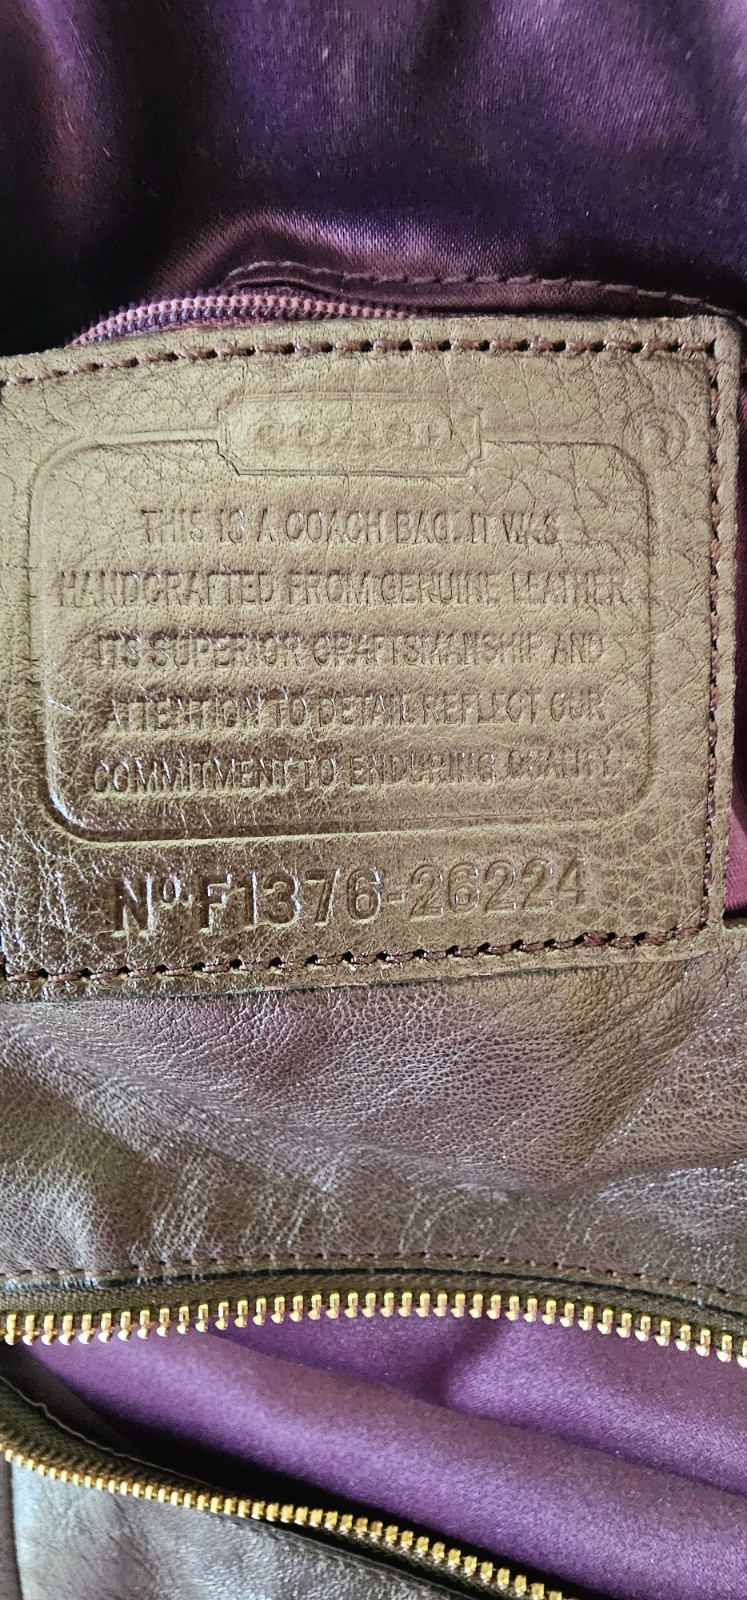 COACH
®
THIS IS A COACH BAG. IT WAS
HANDCRAFTED FROM GENUINE LEATHER.
ITS SUPERIOR CRAFTSMANSHIP AND
ATTENTION TO DETAIL REFLECT OUR
COMMITMENT TO ENDURING QUALITY.
Nº F1376-26224